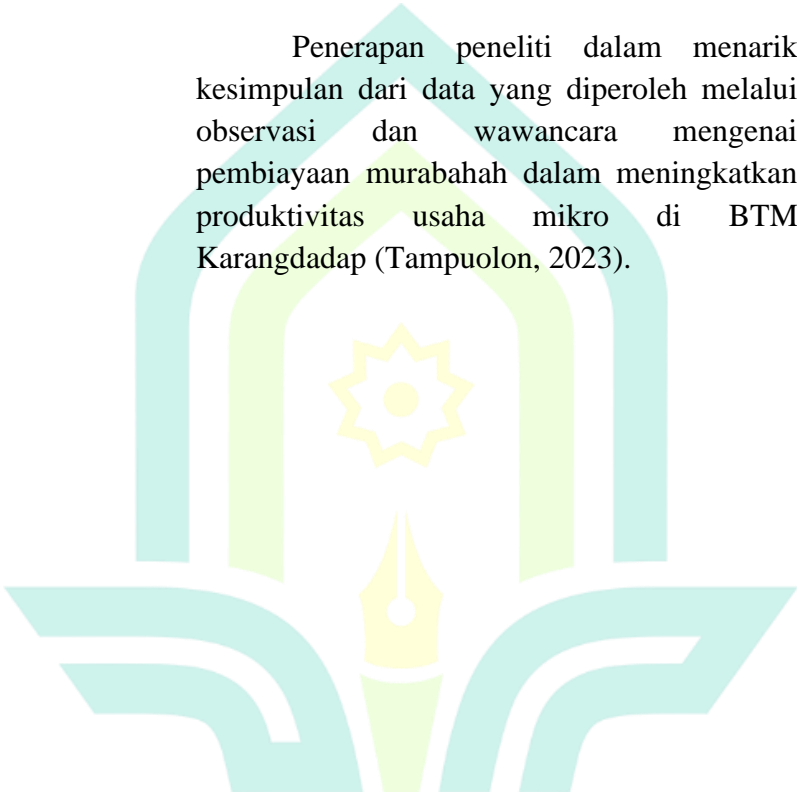 Penerapan peneliti dalam menarik
kesimpulan dari data yang diperoleh melalui
observasi dan wawancara mengenai
pembiayaan murabahah dalam meningkatkan
produktivitas usaha mikro di BTM
Karangdadap (Tampuolon, 2023).